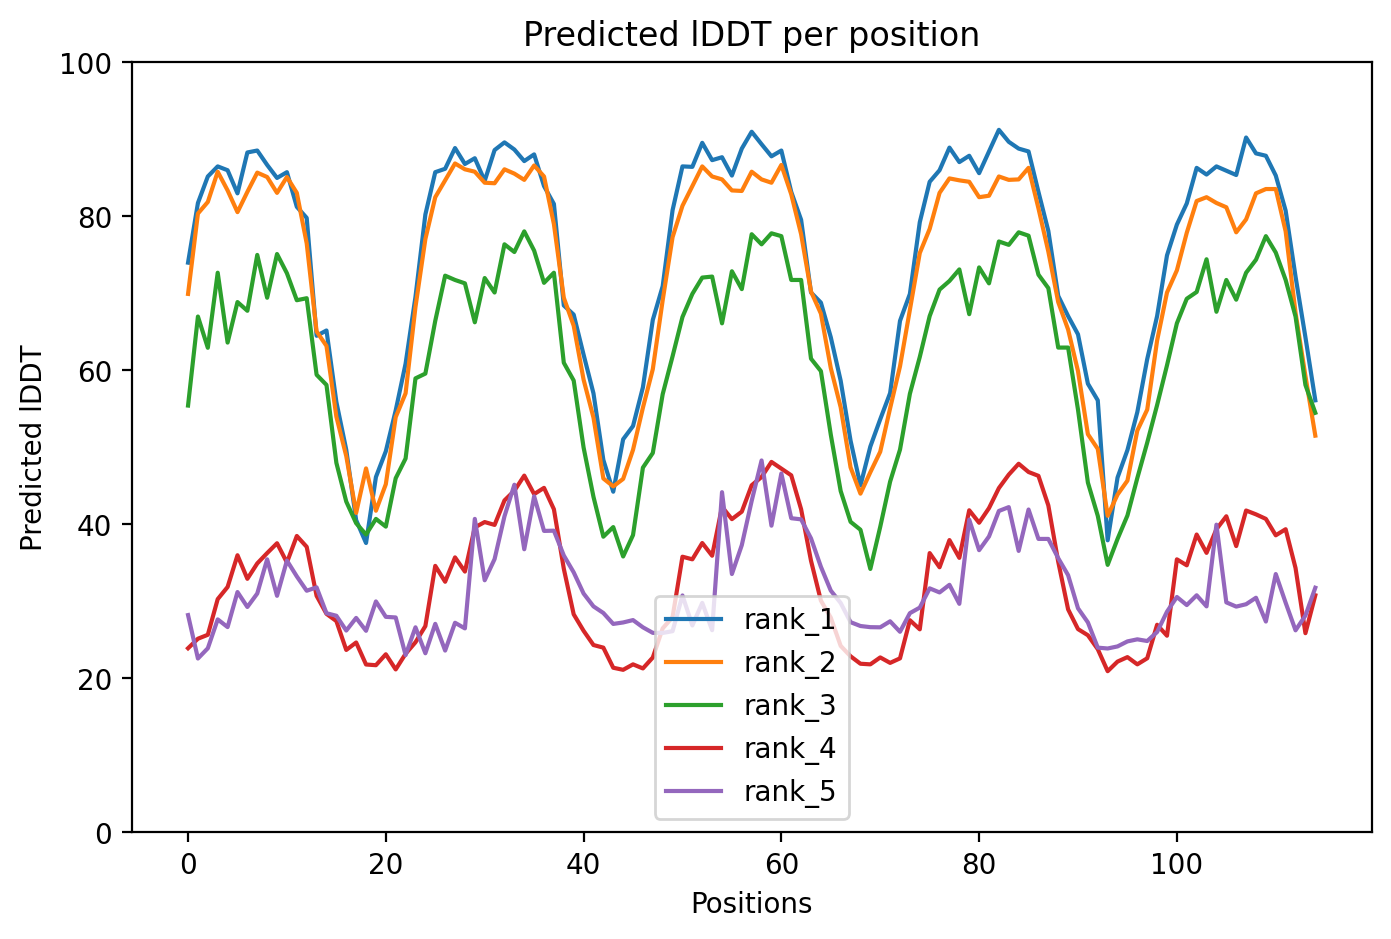 Predicted lDDT per position
Predicted lDDT
100
80
60
40
20
0
rank_1
rank_2
rank_3
rank_4
rank_5
0 20 40 60 80 100
Positions